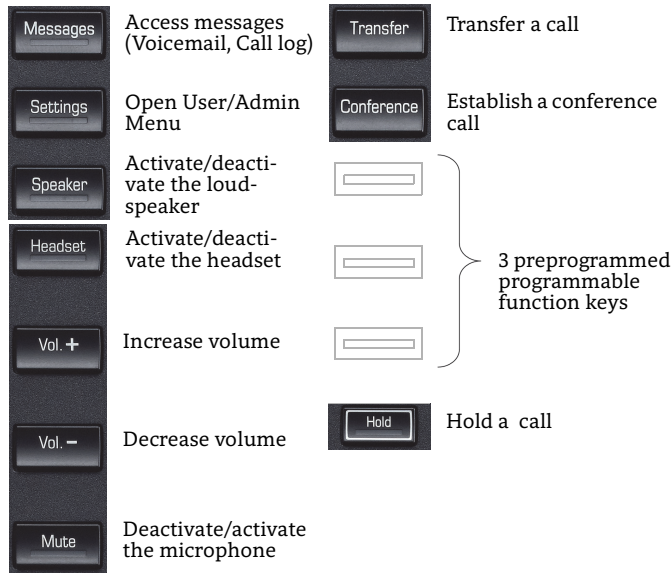 Messages
Access messages
(Voicemail, Call log)
Settings
Open User/Admin
Menu
Speaker
Activate/deacti-
vate the loud-
speaker
Headset
Activate/deacti-
vate the headset
Vol. +
Increase volume
Vol. –
Decrease volume
Mute
Deactivate/activate
the microphone
Transfer
Transfer a call
Conference
Establish a conference
call
3 preprogrammed
programmable
function keys
Hold
Hold a call